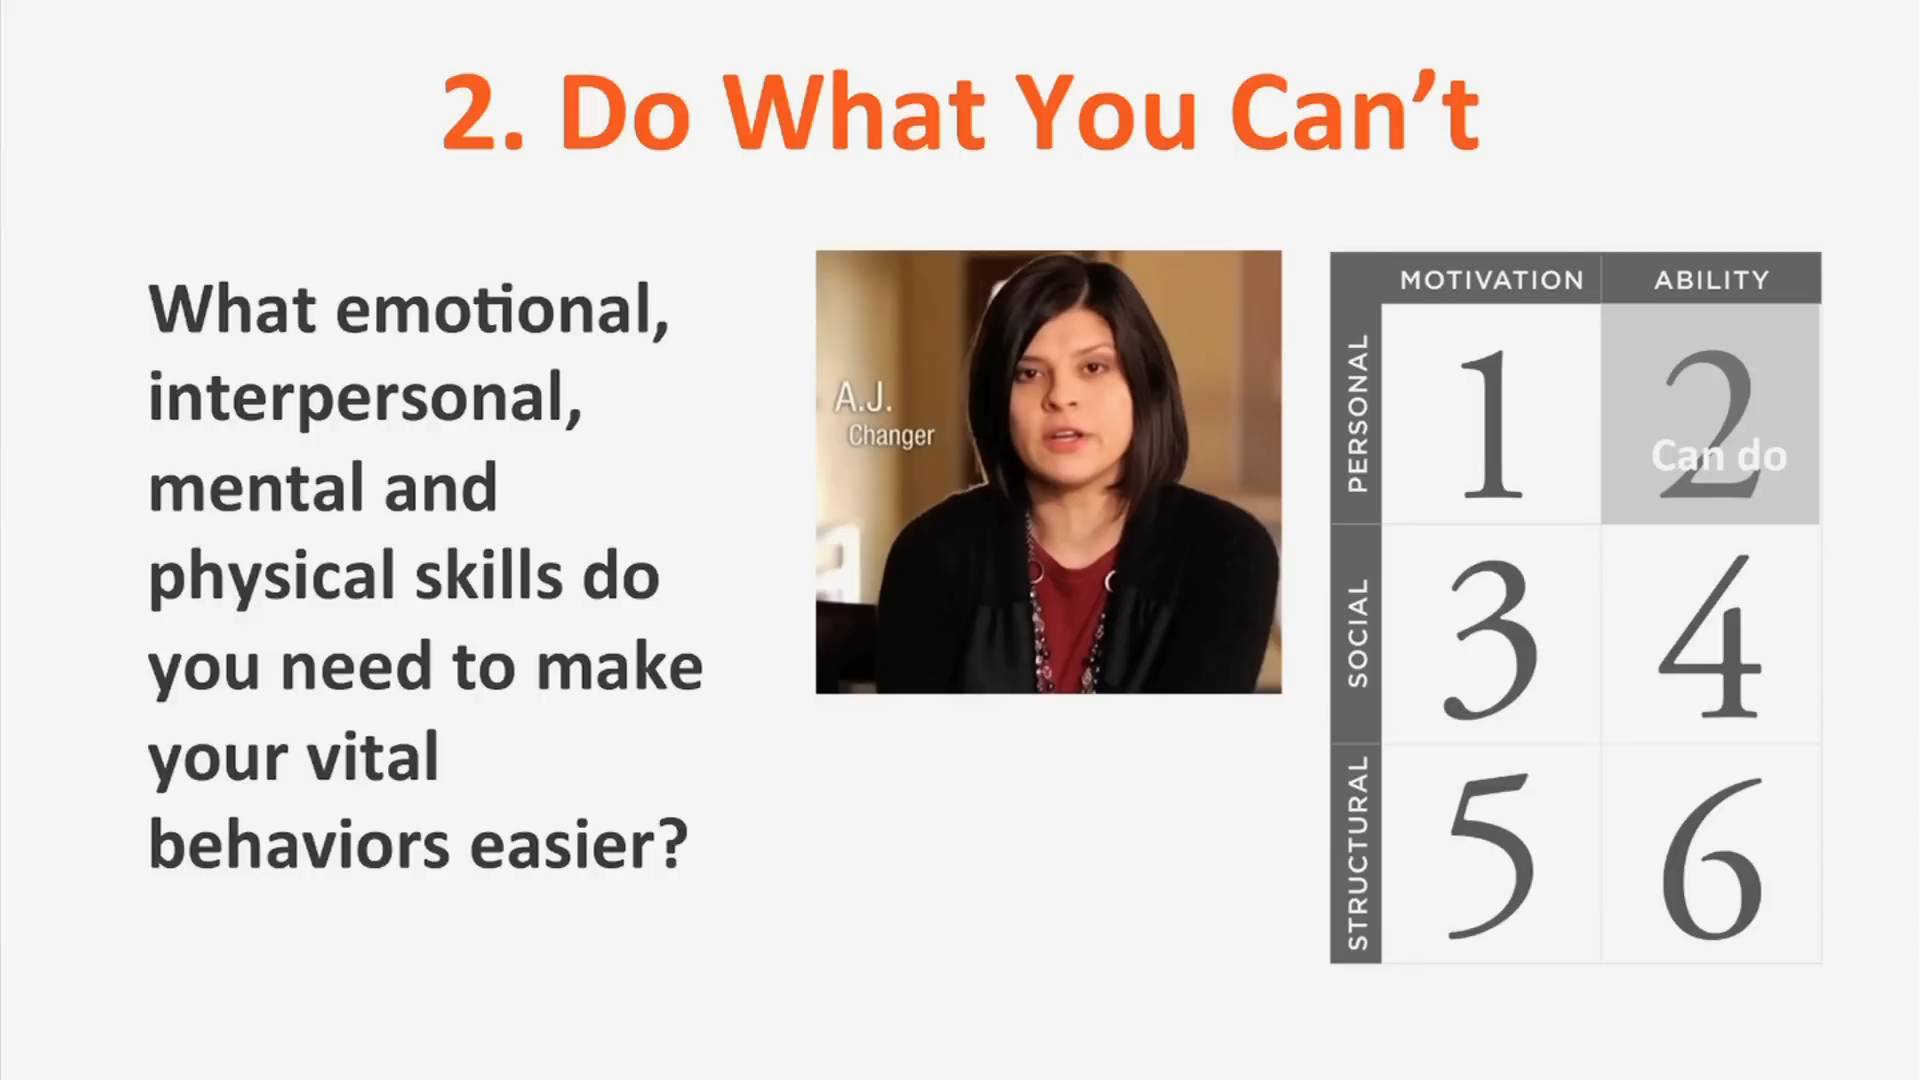 2. Do What You Can’t
What emotional,
interpersonal,
mental and
physical skills do
you need to make
your vital
behaviors easier?
A.J.
Changer
MOTIVATION ABILITY
PERSONAL
1 2
Can do
SOCIAL
3 4
STRUCTURAL
5 6